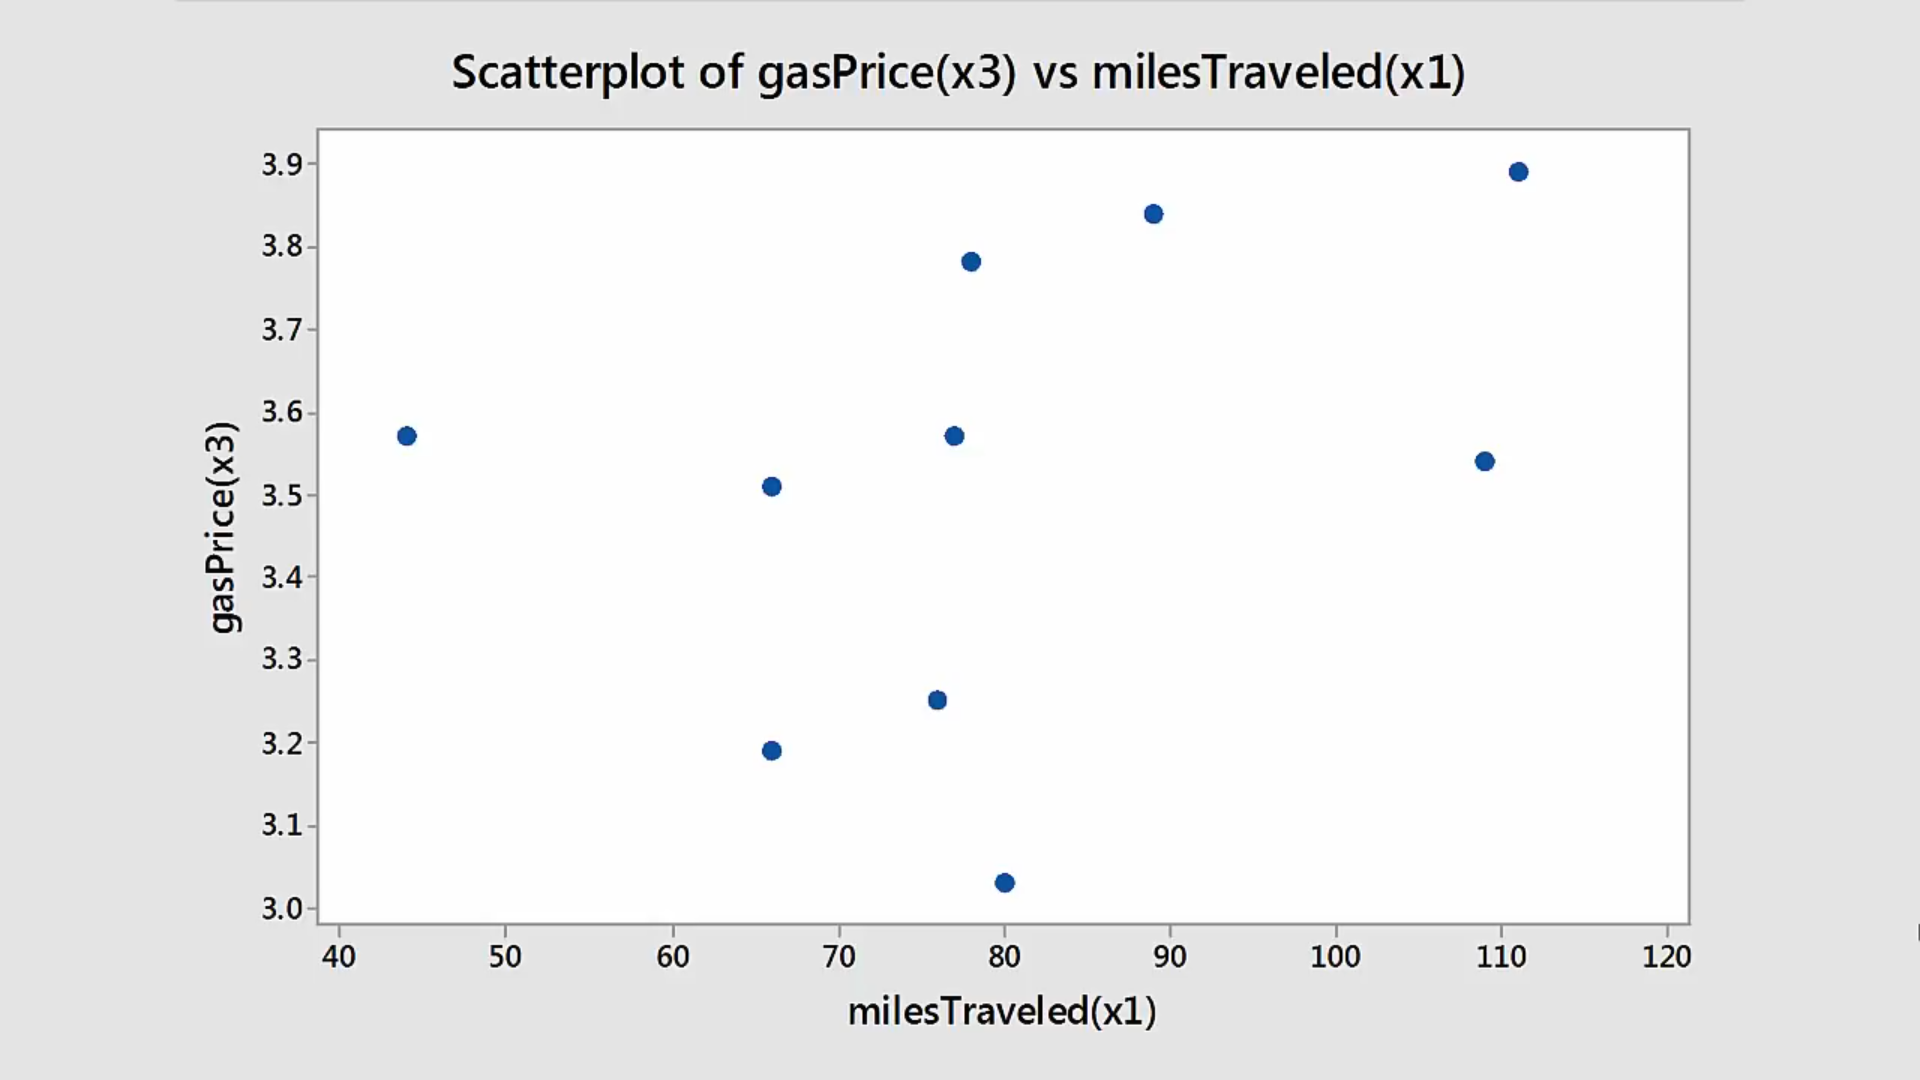 Scatterplot of gasPrice(x3) vs milesTraveled(x1)
3.9
3.8
3.7
3.6
3.5
3.4
3.3
3.2
3.1
3.0
gasPrice(x3)
40 50 60 70 80 90 100 110 120
milesTraveled(x1)